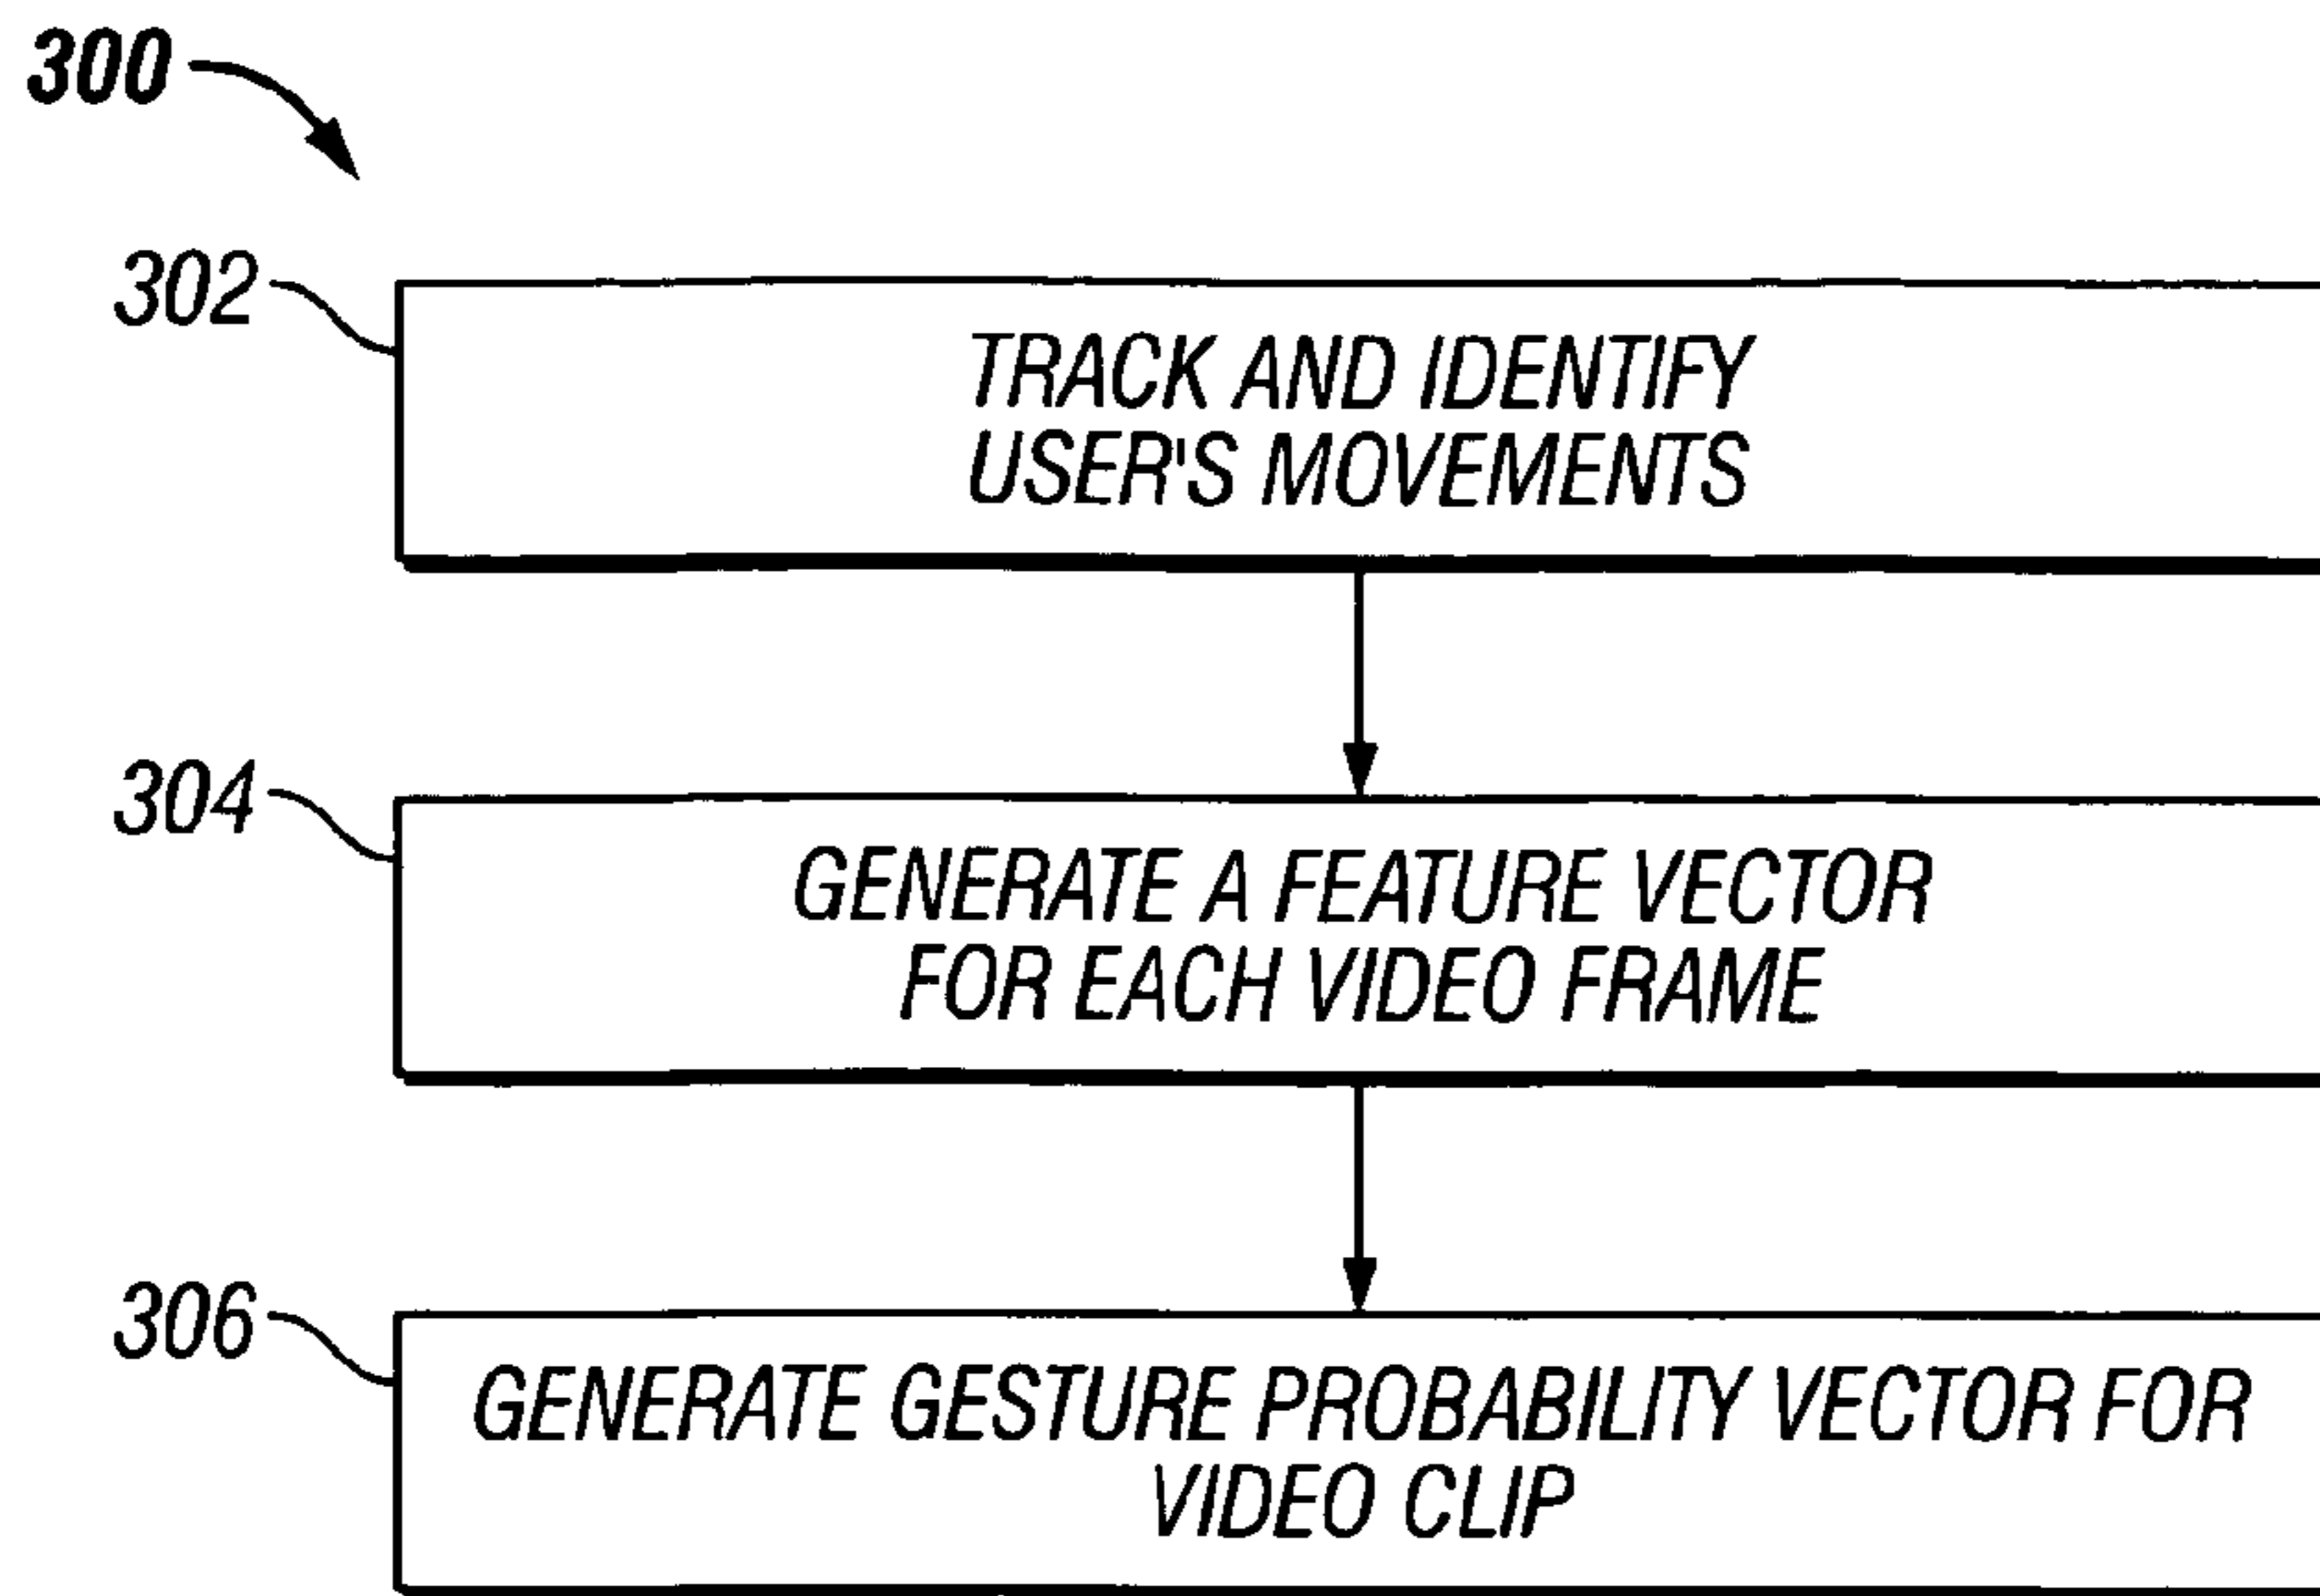 300
302
TRACK AND IDENTIFY
USER'S MOVEMENTS
304
GENERATE A FEATURE VECTOR
FOR EACH VIDEO FRAME
306
GENERATE GESTURE PROBABILITY VECTOR FOR
VIDEO CLIP